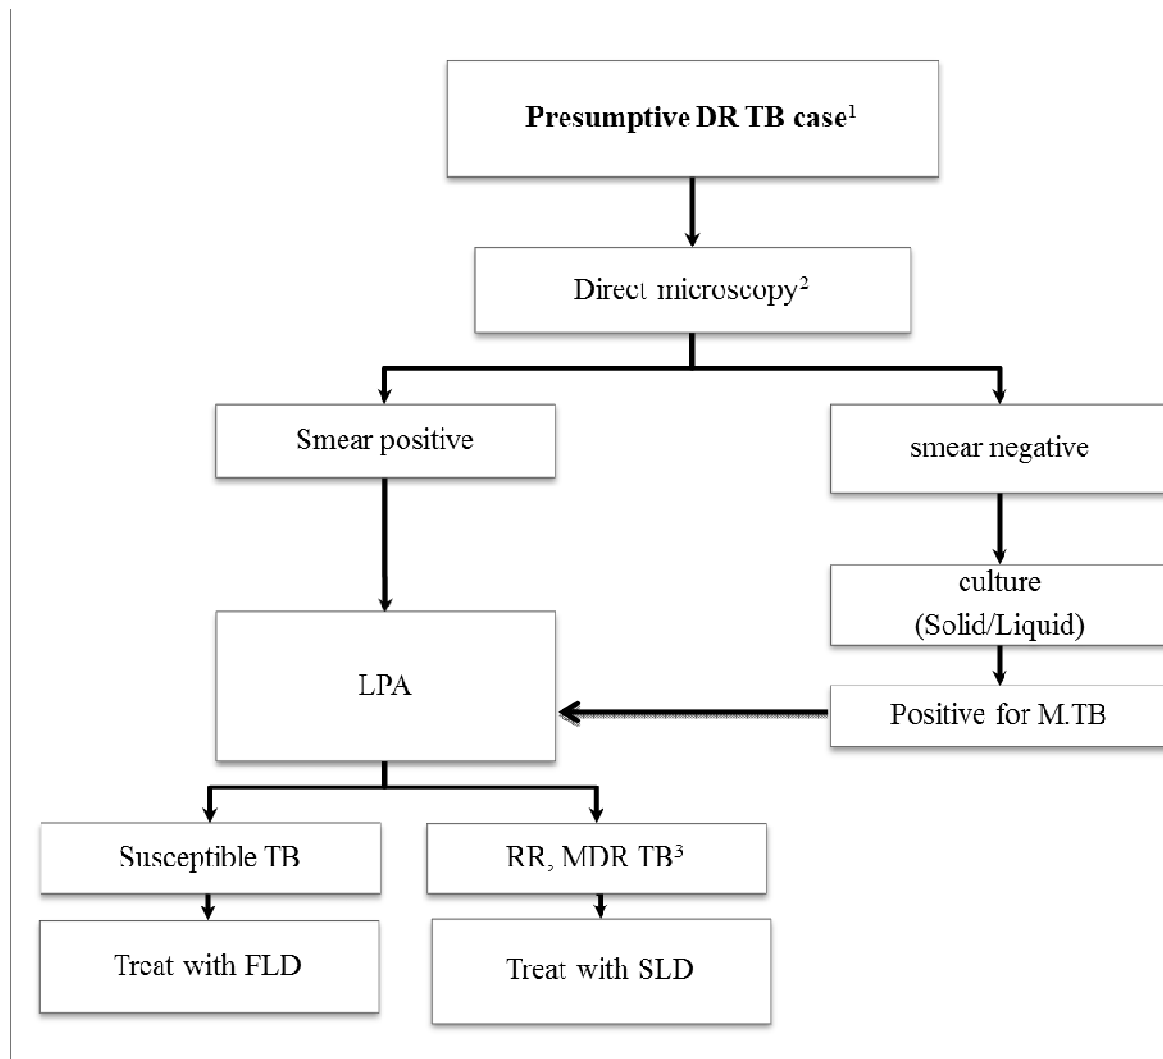 Presumptive DR TB case¹
Direct microscopy²
Smear positive
smear negative
culture
(Solid/Liquid)
LPA
Positive for M.TB
Susceptible TB
RR, MDR TB³
Treat with FLD
Treat with SLD